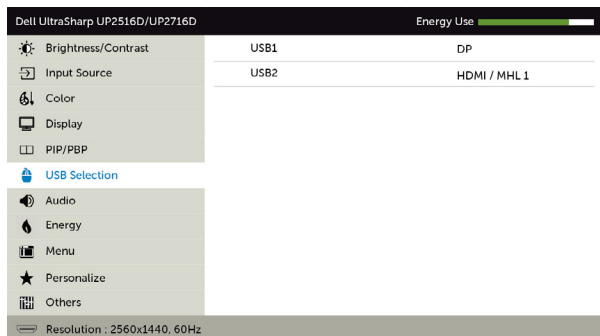 Dell UltraSharp UP2516D/UP2716D Energy Use
Brightness/Contrast USB1 DP
Input Source USB2 HDMI / MHL 1
Color
Display
PIP/PBP
USB Selection
Audio
Energy
Menu
Personalize
Others
Resolution : 2560x1440, 60Hz